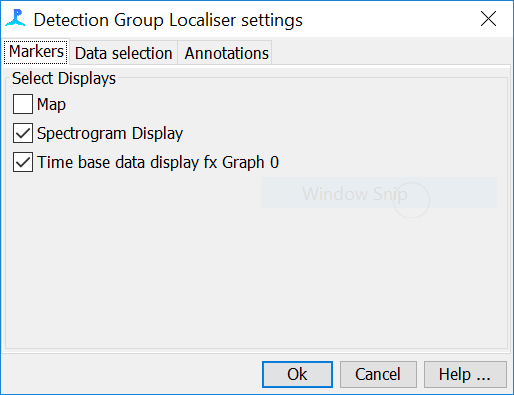 Detection Group Localiser settings
Markers Data selection Annotations
Select Displays
Map
Spectrogram Display
Time base data display fx Graph 0
Window Snip
Ok Cancel Help ...